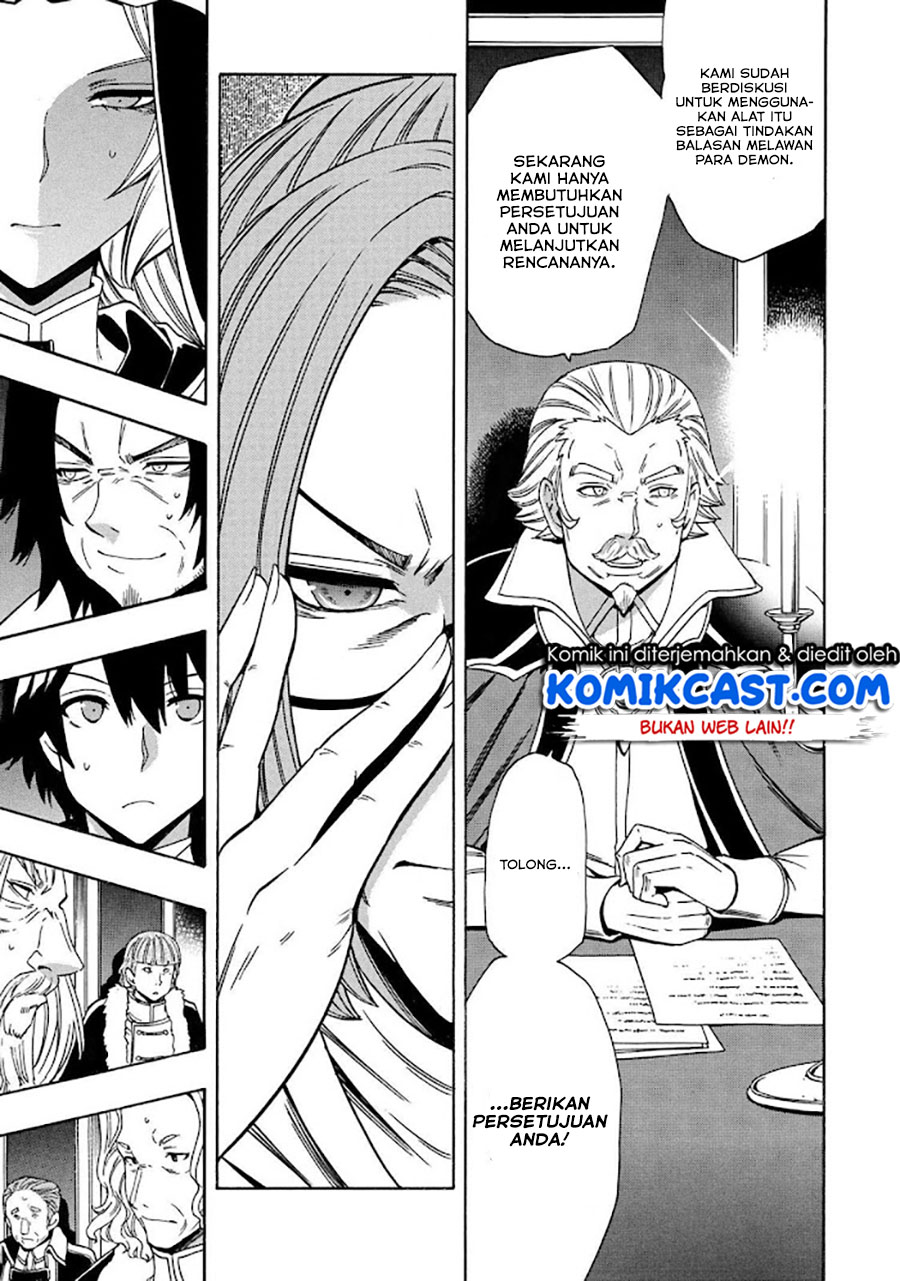 KAMI SUDAH
BERDISKUSI
UNTUK MENGGUNA-
KAN ALAT ITU
SEBAGAI TINDAKAN
BALASAN MELAWAN
PARA DEMON.
SEKARANG
KAMI HANYA
MEMBUTUHKAN
PERSETUJUAN
ANDA UNTUK
MELANJUTKAN
RENCANANYA.
Komik ini diterjemahkan & diedit oleh
KOMIKCAST.COM
BUKAN WEB LAIN!!
TOLONG...
...BERIKAN
PERSETUJUAN
ANDA!